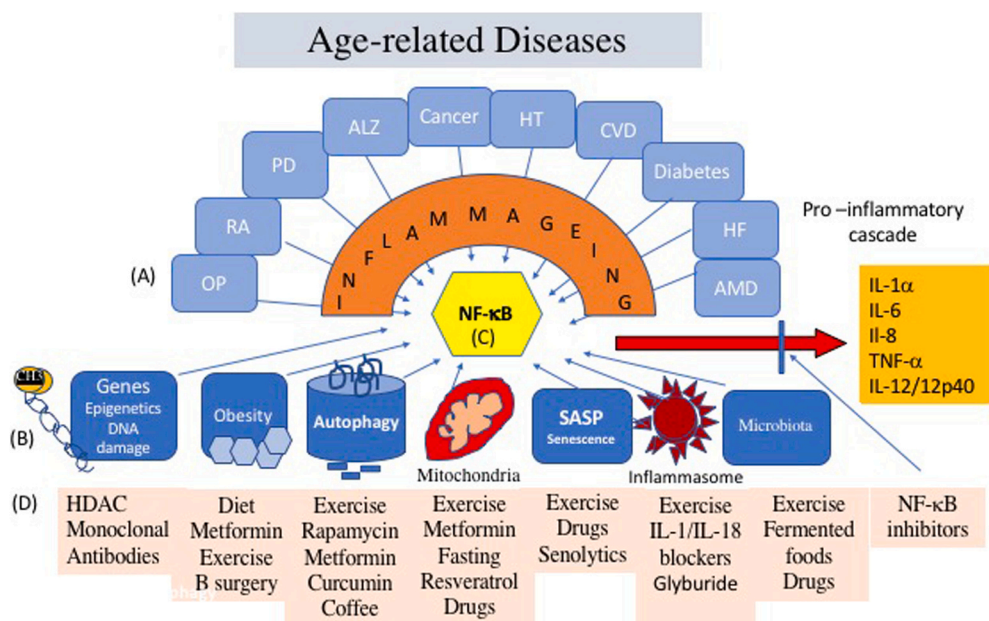 Age-related Diseases
OP
RA
PD
ALZ
Cancer
HT
CVD
Diabetes
HF
AMD
(A)
INFLAMMAGEING
NF-κB
(C)
Pro –inflammatory
cascade
IL-1α
IL-6
Il-8
TNF-α
IL-12/12p40
(B)
CH3
Genes
Epigenetics
DNA
damage
Obesity
Autophagy
Mitochondria
SASP
Senescence
Inflammasome
Microbiota
(D)
HDAC
Monoclonal
Antibodies
Diet
Metformin
Exercise
B surgery
Exercise
Rapamycin
Metformin
Curcumin
Coffee
Exercise
Metformin
Fasting
Resveratrol
Drugs
Exercise
Drugs
Senolytics
Exercise
IL-1/IL-18
blockers
Glyburide
Exercise
Fermented
foods
Drugs
NF-κB
inhibitors